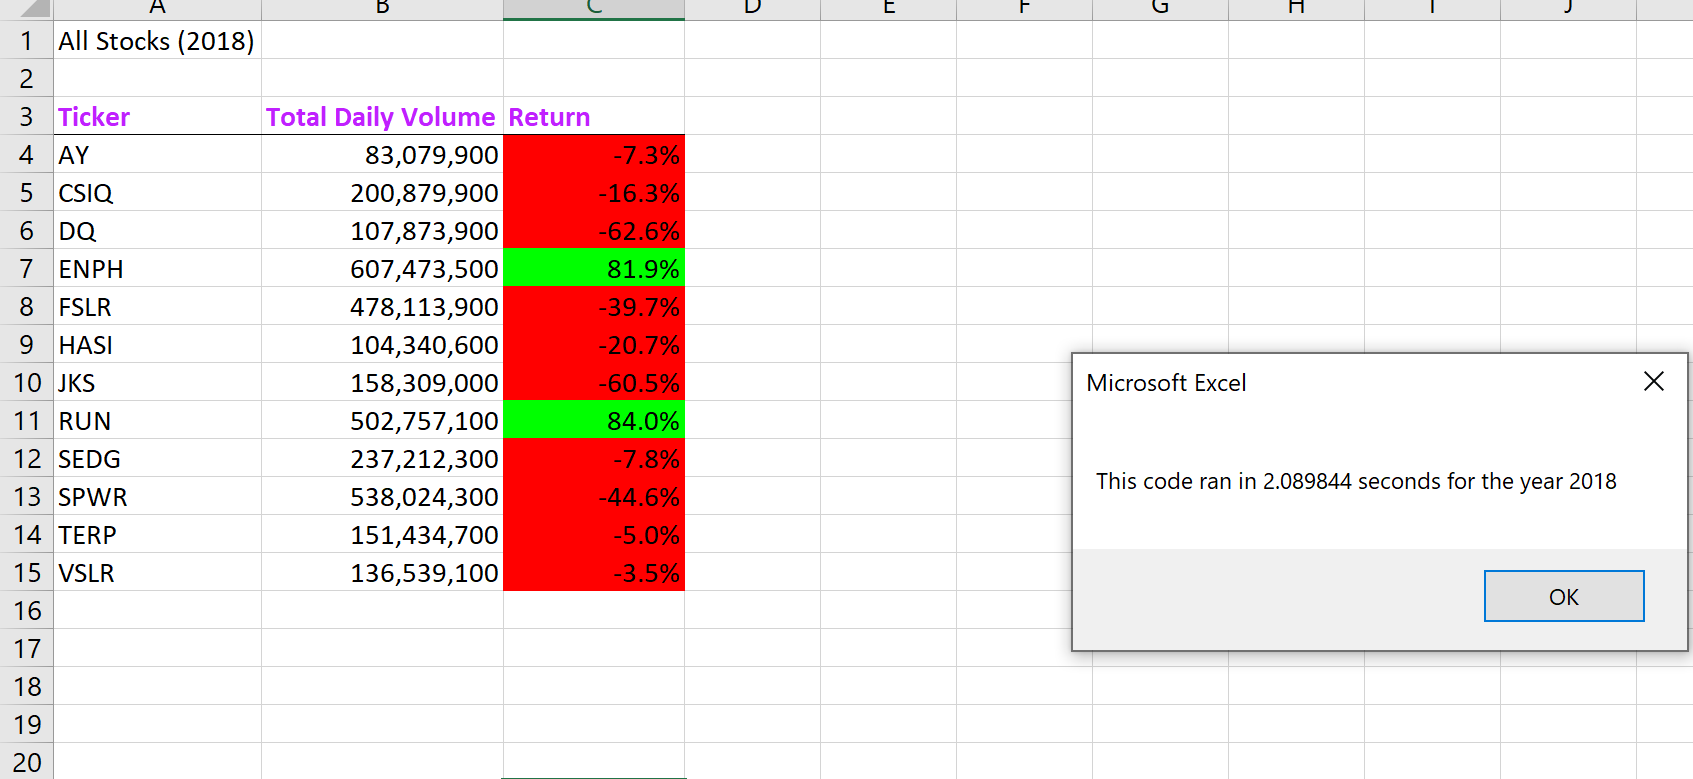 A B C D E F G H I J
1 All Stocks (2018)
2
3 Ticker Total Daily Volume Return
4 AY 83,079,900 -7.3%
5 CSIQ 200,879,900 -16.3%
6 DQ 107,873,900 -62.6%
7 ENPH 607,473,500 81.9%
8 FSLR 478,113,900 -39.7%
9 HASI 104,340,600 -20.7%
10 JKS 158,309,000 -60.5%
11 RUN 502,757,100 84.0%
12 SEDG 237,212,300 -7.8%
13 SPWR 538,024,300 -44.6%
14 TERP 151,434,700 -5.0%
15 VSLR 136,539,100 -3.5%
16
17
18
19
20
Microsoft Excel
This code ran in 2.089844 seconds for the year 2018
OK